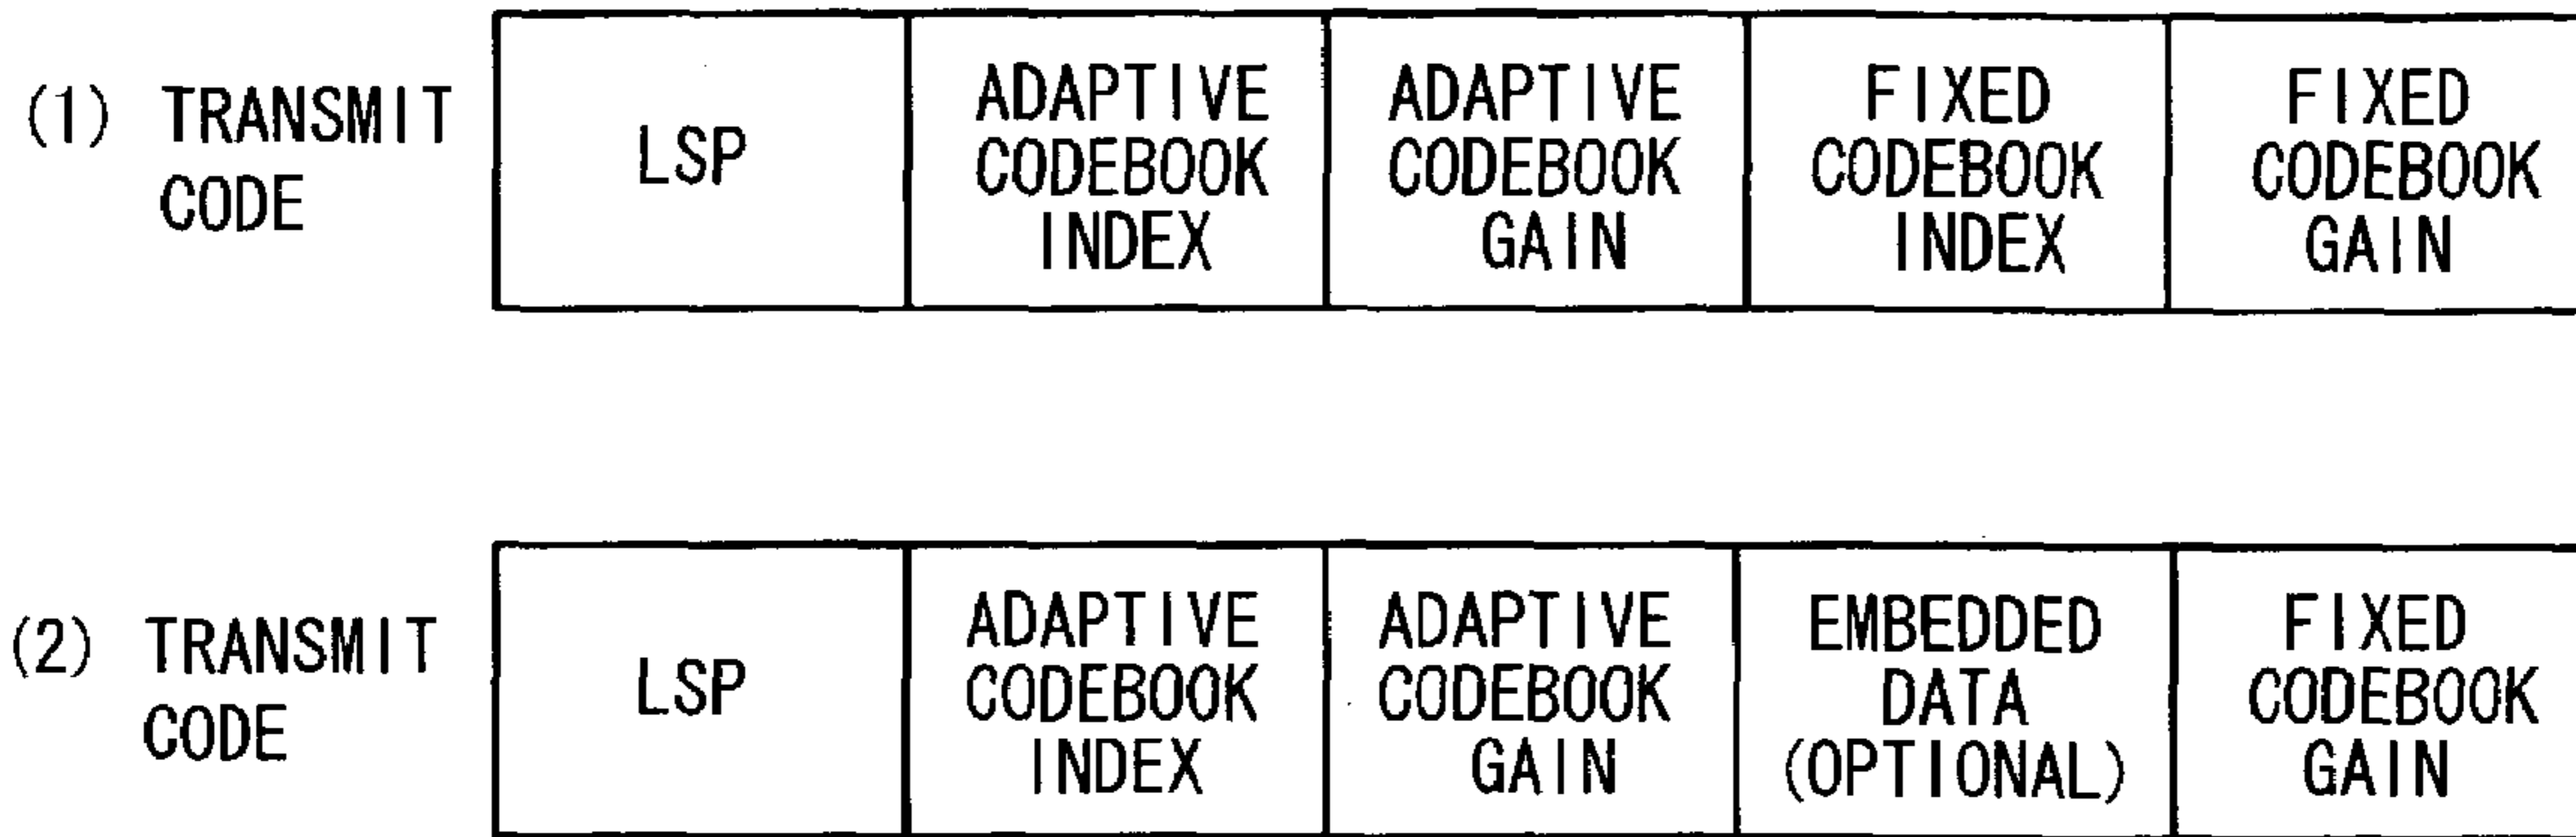 (1) TRANSMIT
CODE
LSP
ADAPTIVE
CODEBOOK
INDEX
ADAPTIVE
CODEBOOK
GAIN
FIXED
CODEBOOK
INDEX
FIXED
CODEBOOK
GAIN
(2) TRANSMIT
CODE
LSP
ADAPTIVE
CODEBOOK
INDEX
ADAPTIVE
CODEBOOK
GAIN
EMBEDDED
DATA
(OPTIONAL)
FIXED
CODEBOOK
GAIN